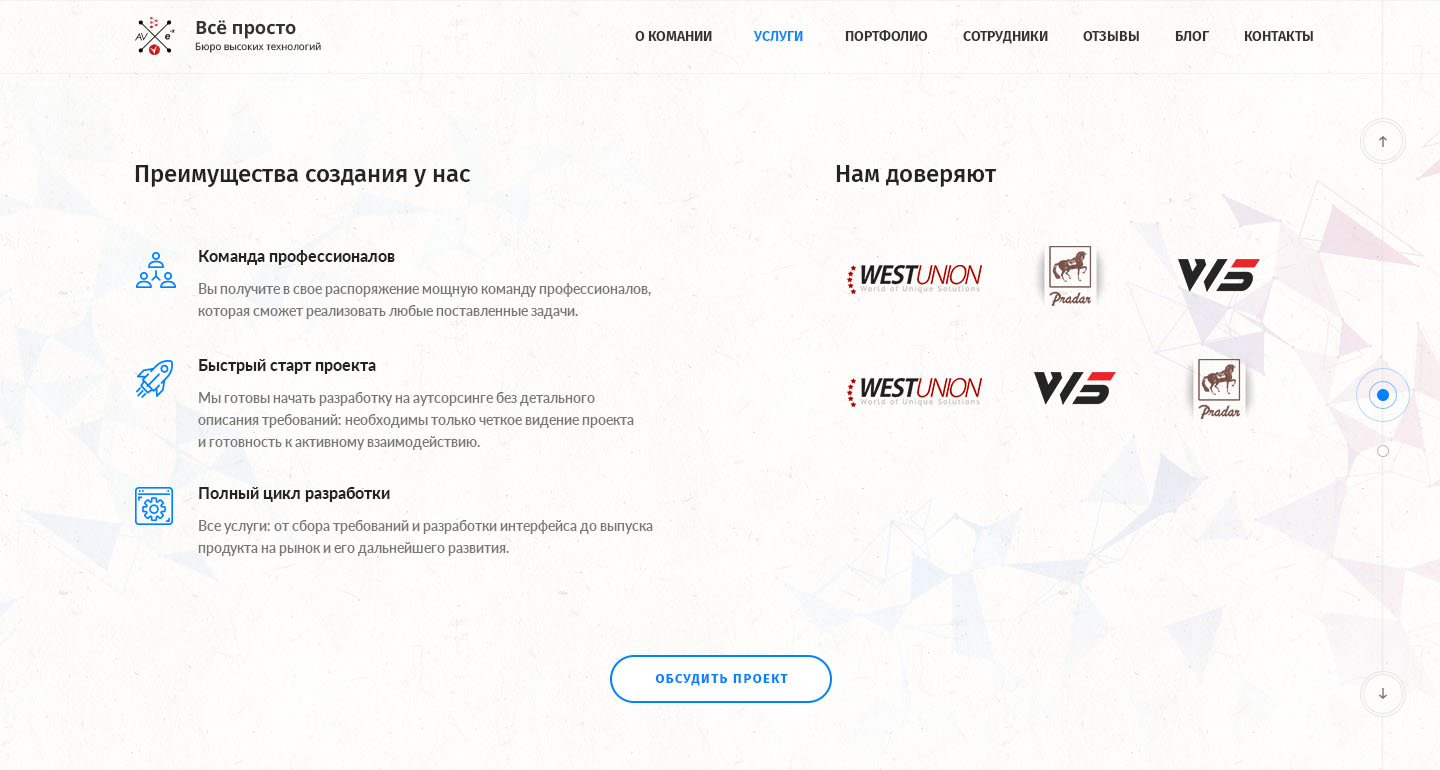 Всё просто
Бюро высоких технологий
О КОМАНИИ УСЛУГИ ПОРТФОЛИО СОТРУДНИКИ ОТЗЫВЫ БЛОГ КОНТАКТЫ
Преимущества создания у нас
Команда профессионалов
Вы получите в свое распоряжение мощную команду профессионалов,
которая сможет реализовать любые поставленные задачи.
Быстрый старт проекта
Мы готовы начать разработку на аутсорсинге без детального
описания требований: необходимы только четкое видение проекта
и готовность к активному взаимодействию.
Полный цикл разработки
Все услуги: от сбора требований и разработки интерфейса до выпуска
продукта на рынок и его дальнейшего развития.
Нам доверяют
WESTUNION
World of Unique Solutions
Pradar
WS
WESTUNION
World of Unique Solutions
WS
Pradar
ОБСУДИТЬ ПРОЕКТ